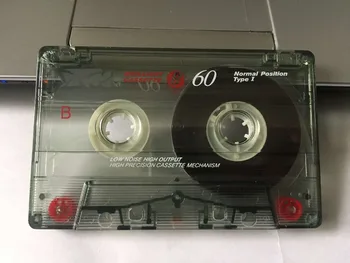 60
Normal Position
Type I
B
LOW NOISE HIGH OUTPUT
HIGH PRECISION CASSETTE MECHANISM